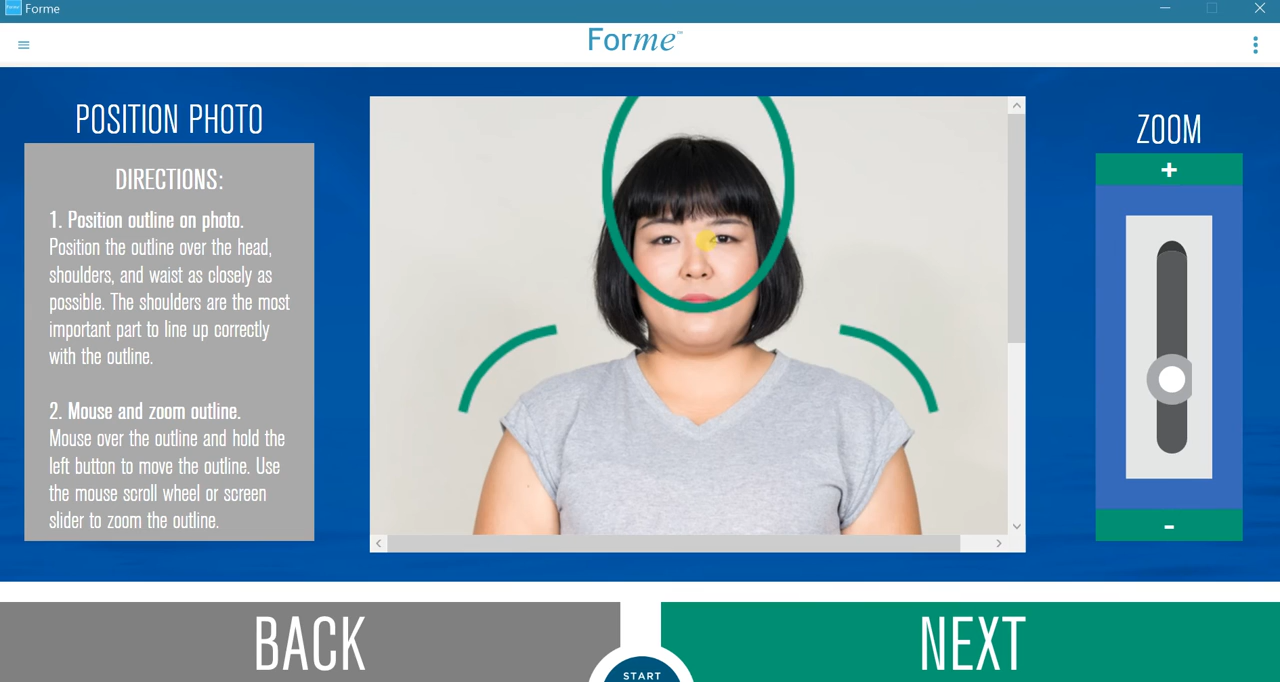 Forme
Forme
POSITION PHOTO
DIRECTIONS:
1. Position outline on photo.
Position the outline over the head,
shoulders, and waist as closely as
possible. The shoulders are the most
important part to line up correctly
with the outline.
2. Mouse and zoom outline.
Mouse over the outline and hold the
left button to move the outline. Use
the mouse scroll wheel or screen
slider to zoom the outline.
ZOOM
+
-
BACK
NEXT
START